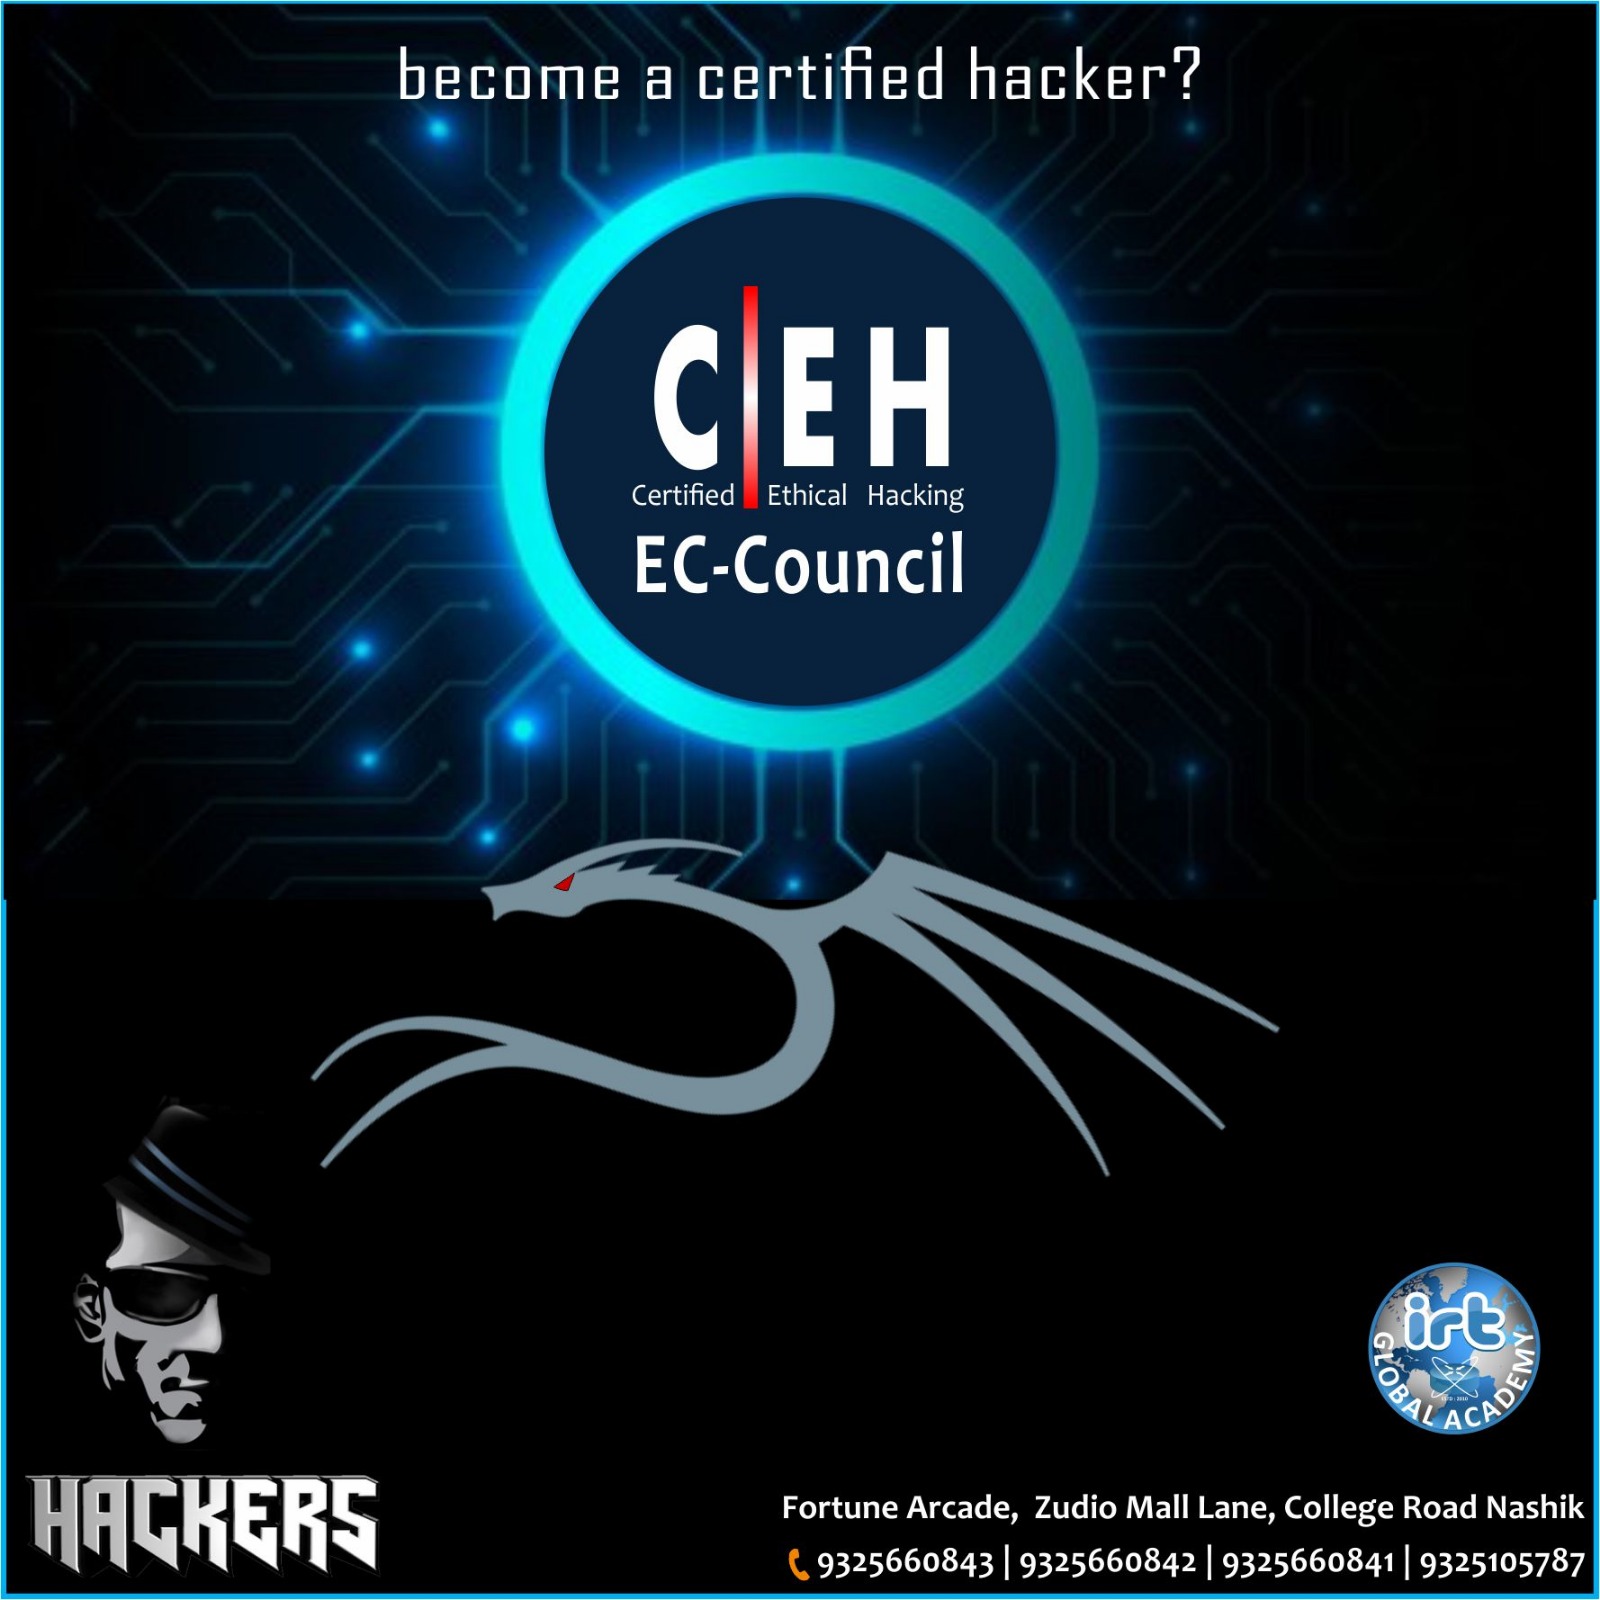 become a certified hacker?
C|EH
Certified Ethical Hacking
EC-Council
irt
GLOBAL ACADEMY
HACKERS
Fortune Arcade, Zudio Mall Lane, College Road Nashik
9325660843 | 9325660842 | 9325660841 | 9325105787